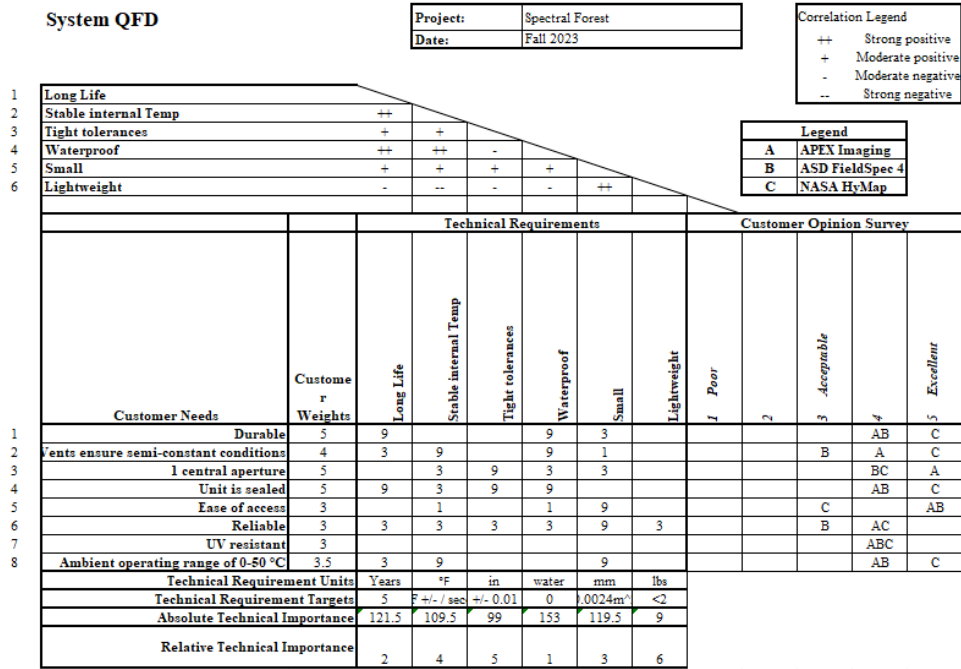 System QFD
Project: Spectral Forest
Date: Fall 2023
Correlation Legend
++ Strong positive
+ Moderate positive
- Moderate negative
-- Strong negative
1 Long Life
2 Stable internal Temp ++
3 Tight tolerances + +
4 Waterproof ++ ++ -
5 Small + + + +
6 Lightweight - -- - - ++
Legend
A APEX Imaging
B ASD FieldSpec 4
C NASA HyMap
Technical Requirements Customer Opinion Survey
Customer Needs
Custome
r
Weights
Long Life
Stable internal Temp
Tight tolerances
Waterproof
Small
Lightweight
1 Poor
2
3 Acceptable
4
5 Excellent
1 Durable 5 9 9 3 AB C
2 Vents ensure semi-constant conditions 4 3 9 9 1 B A C
3 1 central aperture 5 3 9 3 3 BC A
4 Unit is sealed 5 9 3 9 9 AB C
5 Ease of access 3 1 1 9 C AB
6 Reliable 3 3 3 3 3 9 3 B AC
7 UV resistant 3 ABC
8 Ambient operating range of 0-50 °C 3.5 3 9 9 AB C
Technical Requirement Units Years °F in water mm lbs
Technical Requirement Targets 5 F +/- / sec +/- 0.01 0 .0024m^ <2
Absolute Technical Importance 121.5 109.5 99 153 119.5 9
Relative Technical Importance 2 4 5 1 3 6